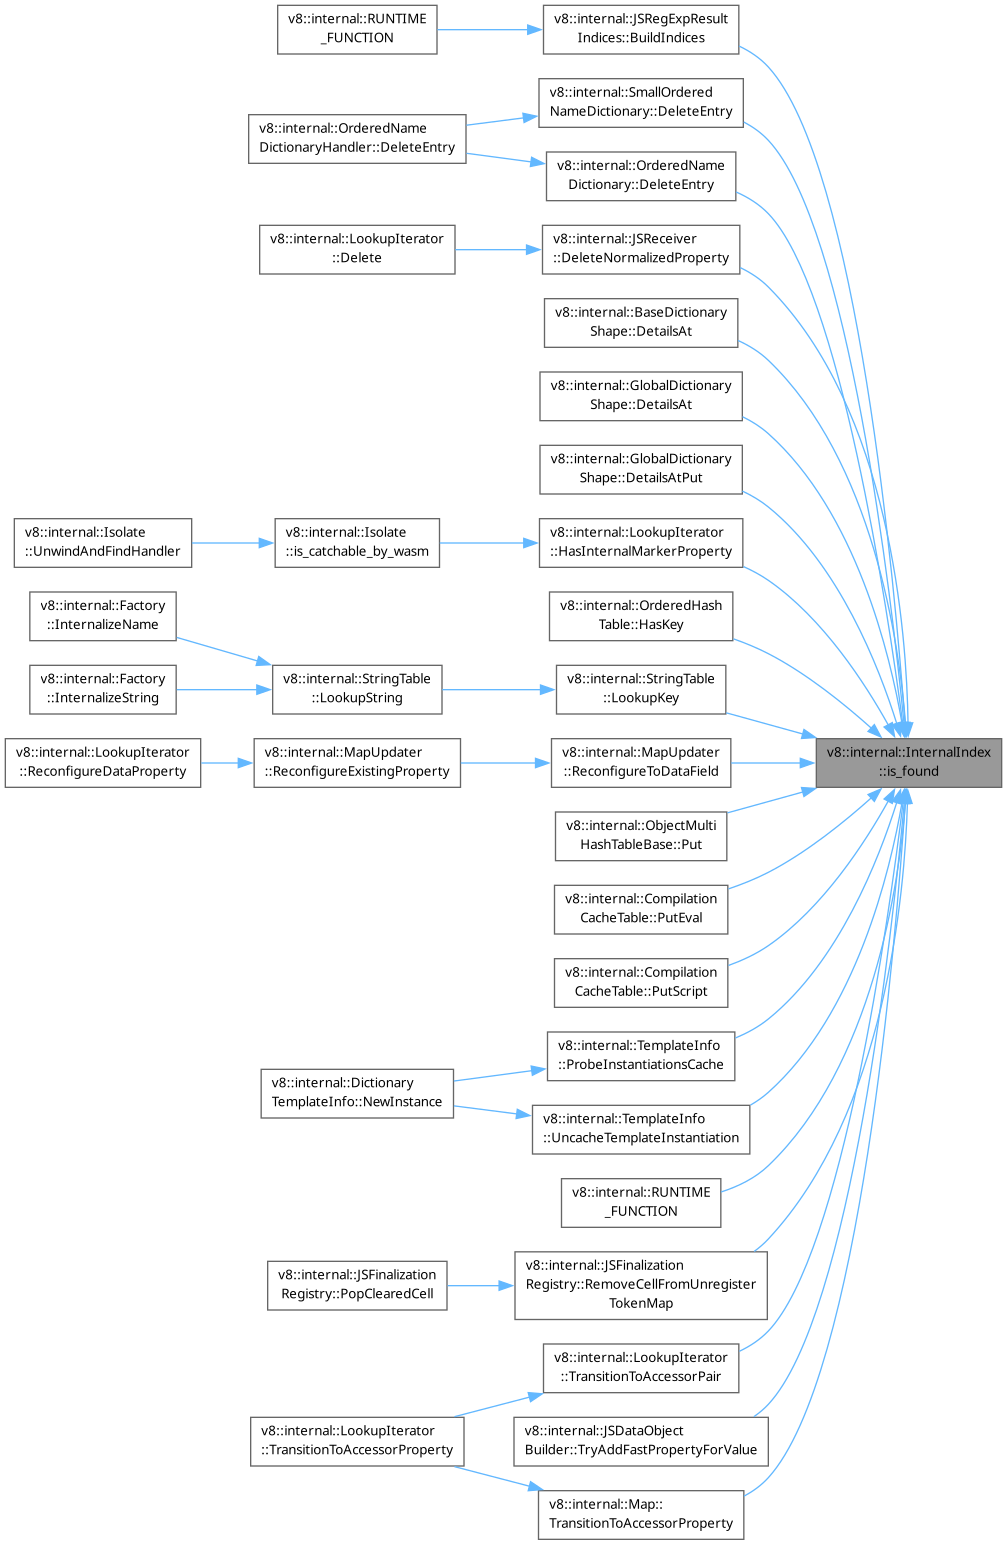 v8::internal::RUNTIME
_FUNCTION
v8::internal::JSRegExpResult
Indices::BuildIndices
v8::internal::SmallOrdered
NameDictionary::DeleteEntry
v8::internal::OrderedName
DictionaryHandler::DeleteEntry
v8::internal::OrderedName
Dictionary::DeleteEntry
v8::internal::LookupIterator
::Delete
v8::internal::JSReceiver
::DeleteNormalizedProperty
v8::internal::BaseDictionary
Shape::DetailsAt
v8::internal::GlobalDictionary
Shape::DetailsAt
v8::internal::GlobalDictionary
Shape::DetailsAtPut
v8::internal::Isolate
::UnwindAndFindHandler
v8::internal::Isolate
::is_catchable_by_wasm
v8::internal::LookupIterator
::HasInternalMarkerProperty
v8::internal::Factory
::InternalizeName
v8::internal::OrderedHash
Table::HasKey
v8::internal::Factory
::InternalizeString
v8::internal::StringTable
::LookupString
v8::internal::StringTable
::LookupKey
v8::internal::LookupIterator
::ReconfigureDataProperty
v8::internal::MapUpdater
::ReconfigureExistingProperty
v8::internal::MapUpdater
::ReconfigureToDataField
v8::internal::InternalIndex
::is_found
v8::internal::ObjectMulti
HashTableBase::Put
v8::internal::Compilation
CacheTable::PutEval
v8::internal::Compilation
CacheTable::PutScript
v8::internal::TemplateInfo
::ProbeInstantiationsCache
v8::internal::Dictionary
TemplateInfo::NewInstance
v8::internal::TemplateInfo
::UncacheTemplateInstantiation
v8::internal::RUNTIME
_FUNCTION
v8::internal::JSFinalization
Registry::PopClearedCell
v8::internal::JSFinalization
Registry::RemoveCellFromUnregister
TokenMap
v8::internal::LookupIterator
::TransitionToAccessorPair
v8::internal::LookupIterator
::TransitionToAccessorProperty
v8::internal::JSDataObject
Builder::TryAddFastPropertyForValue
v8::internal::Map::
TransitionToAccessorProperty